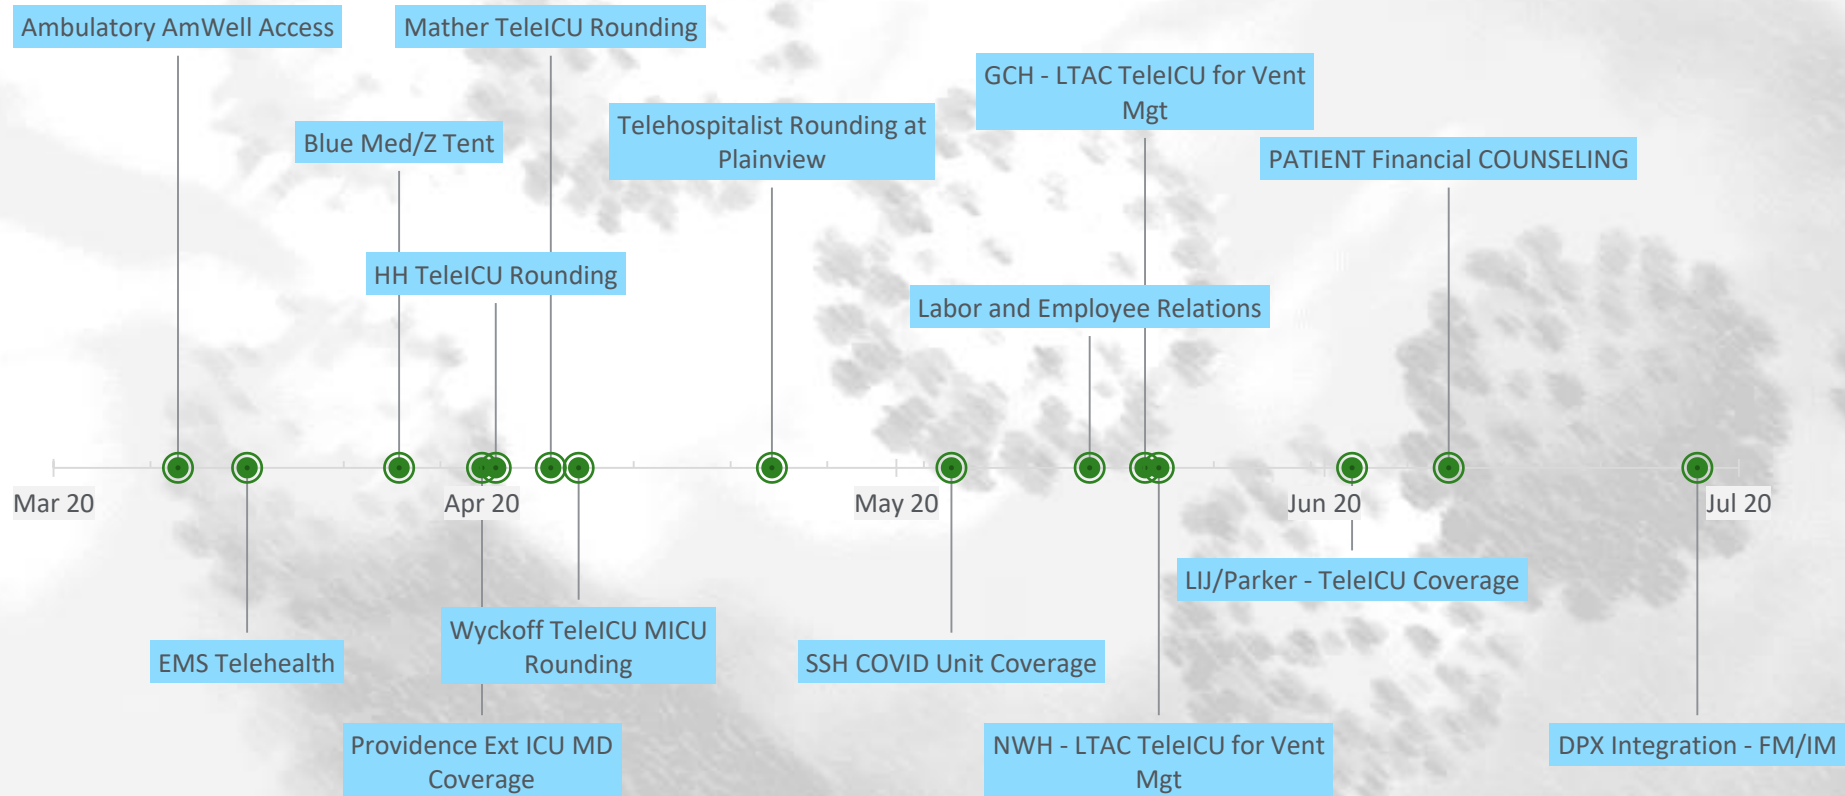 Ambulatory AmWell Access
Mather TeleICU Rounding
GCH - LTAC TeleICU for Vent
Mgt
Blue Med/Z Tent
Telehospitalist Rounding at
Plainview
PATIENT Financial COUNSELING
HH TeleICU Rounding
Labor and Employee Relations
Mar 20
Apr 20
May 20
Jun 20
Jul 20
LIJ/Parker - TeleICU Coverage
EMS Telehealth
Wyckoff TeleICU MICU
Rounding
SSH COVID Unit Coverage
Providence Ext ICU MD
Coverage
NWH - LTAC TeleICU for Vent
Mgt
DPX Integration - FM/IM